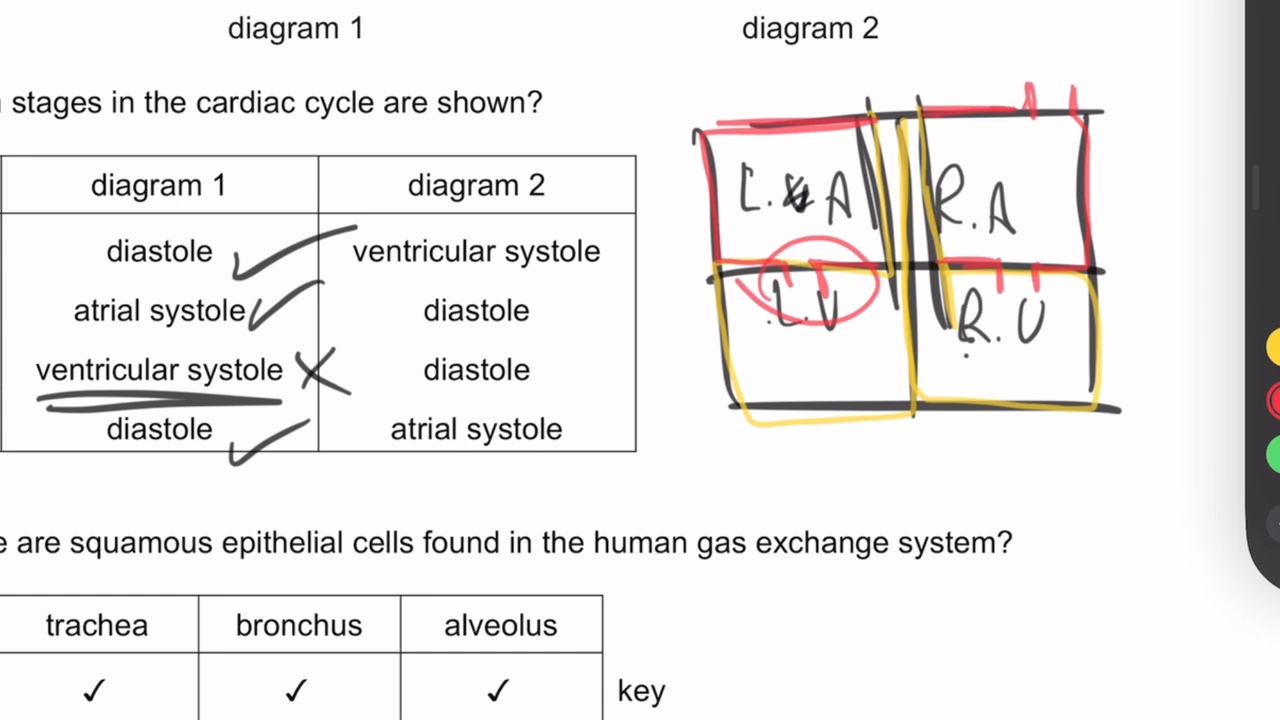 diagram 1 diagram 2
stages in the cardiac cycle are shown?
diagram 1 diagram 2
diastole ventricular systole
atrial systole diastole
ventricular systole diastole
diastole atrial systole
L. A R.A
L.V R.V
are squamous epithelial cells found in the human gas exchange system?
trachea bronchus alveolus
✓ ✓ ✓ key